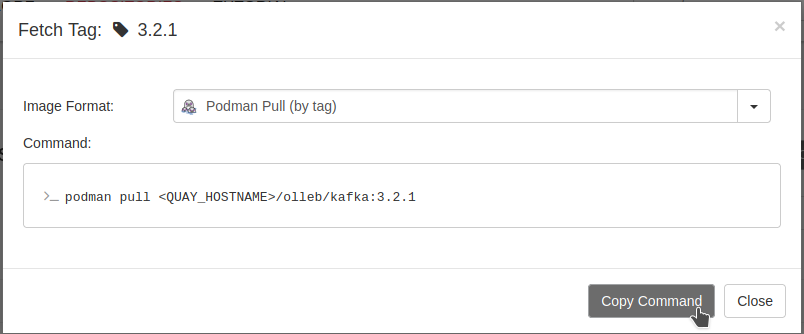 Fetch Tag: 3.2.1
×
Image Format:
Podman Pull (by tag)
Command:
podman pull <QUAY_HOSTNAME>/olleb/kafka:3.2.1
Copy Command
Close